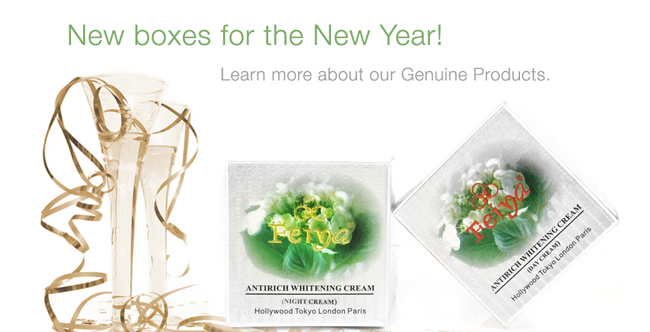 New boxes for the New Year!
Learn more about our Genuine Products.
Feiya
ANTIRICH WHITENING CREAM
(NIGHT CREAM)
Hollywood Tokyo London Paris
Feiya
ANTIRICH WHITENING CREAM
(DAY CREAM)
Hollywood Tokyo London Paris